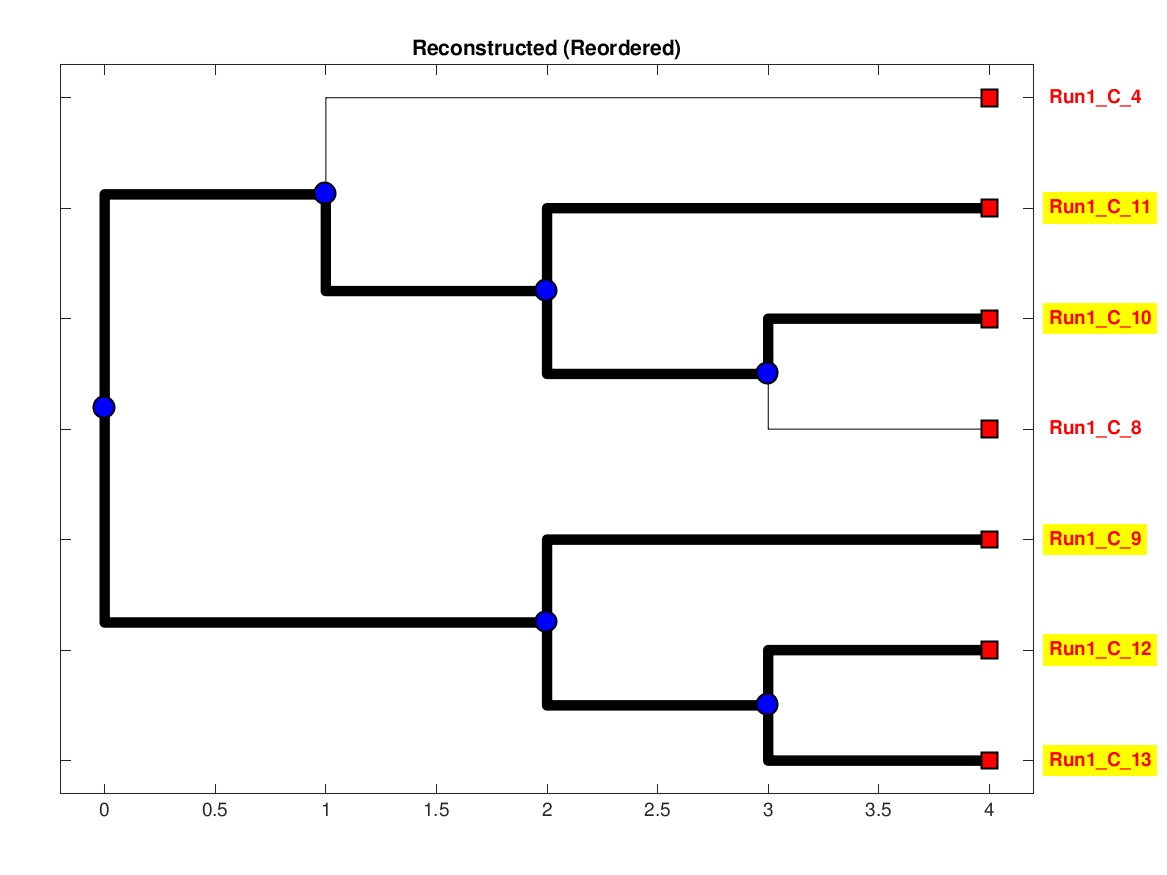 Reconstructed (Reordered)
Run1_C_4
Run1_C_11
Run1_C_10
Run1_C_8
Run1_C_9
Run1_C_12
Run1_C_13
0 0.5 1 1.5 2 2.5 3 3.5 4